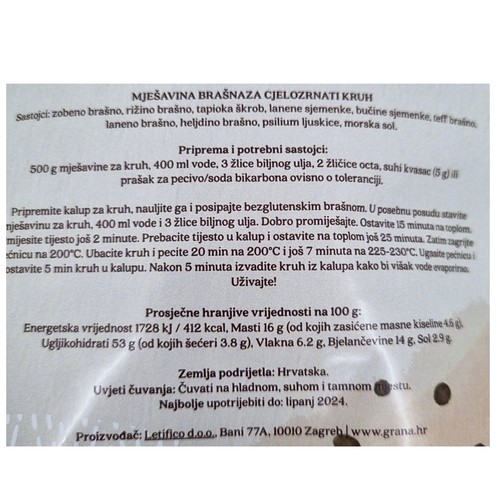 MJEŠAVINA BRAŠNAZA CJELOZRNATI KRUH
Sastojci: zobeno brašno, rižino brašno, tapioka škrob, lanene sjemenke, bučine sjemenke, teff brašno,
laneno brašno, heljdino brašno, psilium ljuskice, morska sol.
Priprema i potrebni sastojci:
500 g mješavine za kruh, 400 ml vode, 3 žlice biljnog ulja, 2 žličice octa, suhi kvasac (5 g) ili
prašak za pecivo/soda bikarbona ovisno o toleranciji.
Pripremite kalup za kruh, nauljite ga i posipajte bezglutenskim brašnom. U posebnu posudu stavite
mješavinu za kruh, 400 ml vode i 3 žlice biljnog ulja. Dobro promiješajte. Ostavite 15 minuta na toplom.
mijesite tijesto još 2 minute. Prebacite tijesto u kalup i ostavite na toplom još 25 minuta. Zatim zagrijte
pećnicu na 200°C. Ubacite kruh i pecite 20 min na 200°C i još 7 minuta na 225-230°C. Ugasite pećnicu i
ostavite 5 min kruh u kalupu. Nakon 5 minuta izvadite kruh iz kalupa kako bi višak vode evaporirao.
Uživajte!
Prosječne hranjive vrijednosti na 100 g:
Energetska vrijednost 1728 kJ / 412 kcal, Masti 16 g (od kojih zasićene masne kiseline 4.6 g),
Ugljikohidrati 53 g (od kojih šećeri 3.8 g), Vlakna 6.2 g, Bjelančevine 14 g, Sol 2.9 g.
Zemlja podrijetla: Hrvatska.
Uvjeti čuvanja: Čuvati na hladnom, suhom i tamnom mjestu.
Najbolje upotrijebiti do: lipanj 2024.
Proizvođač: Letifico d.o.o., Bani 77A, 10010 Zagreb | www.grana.hr